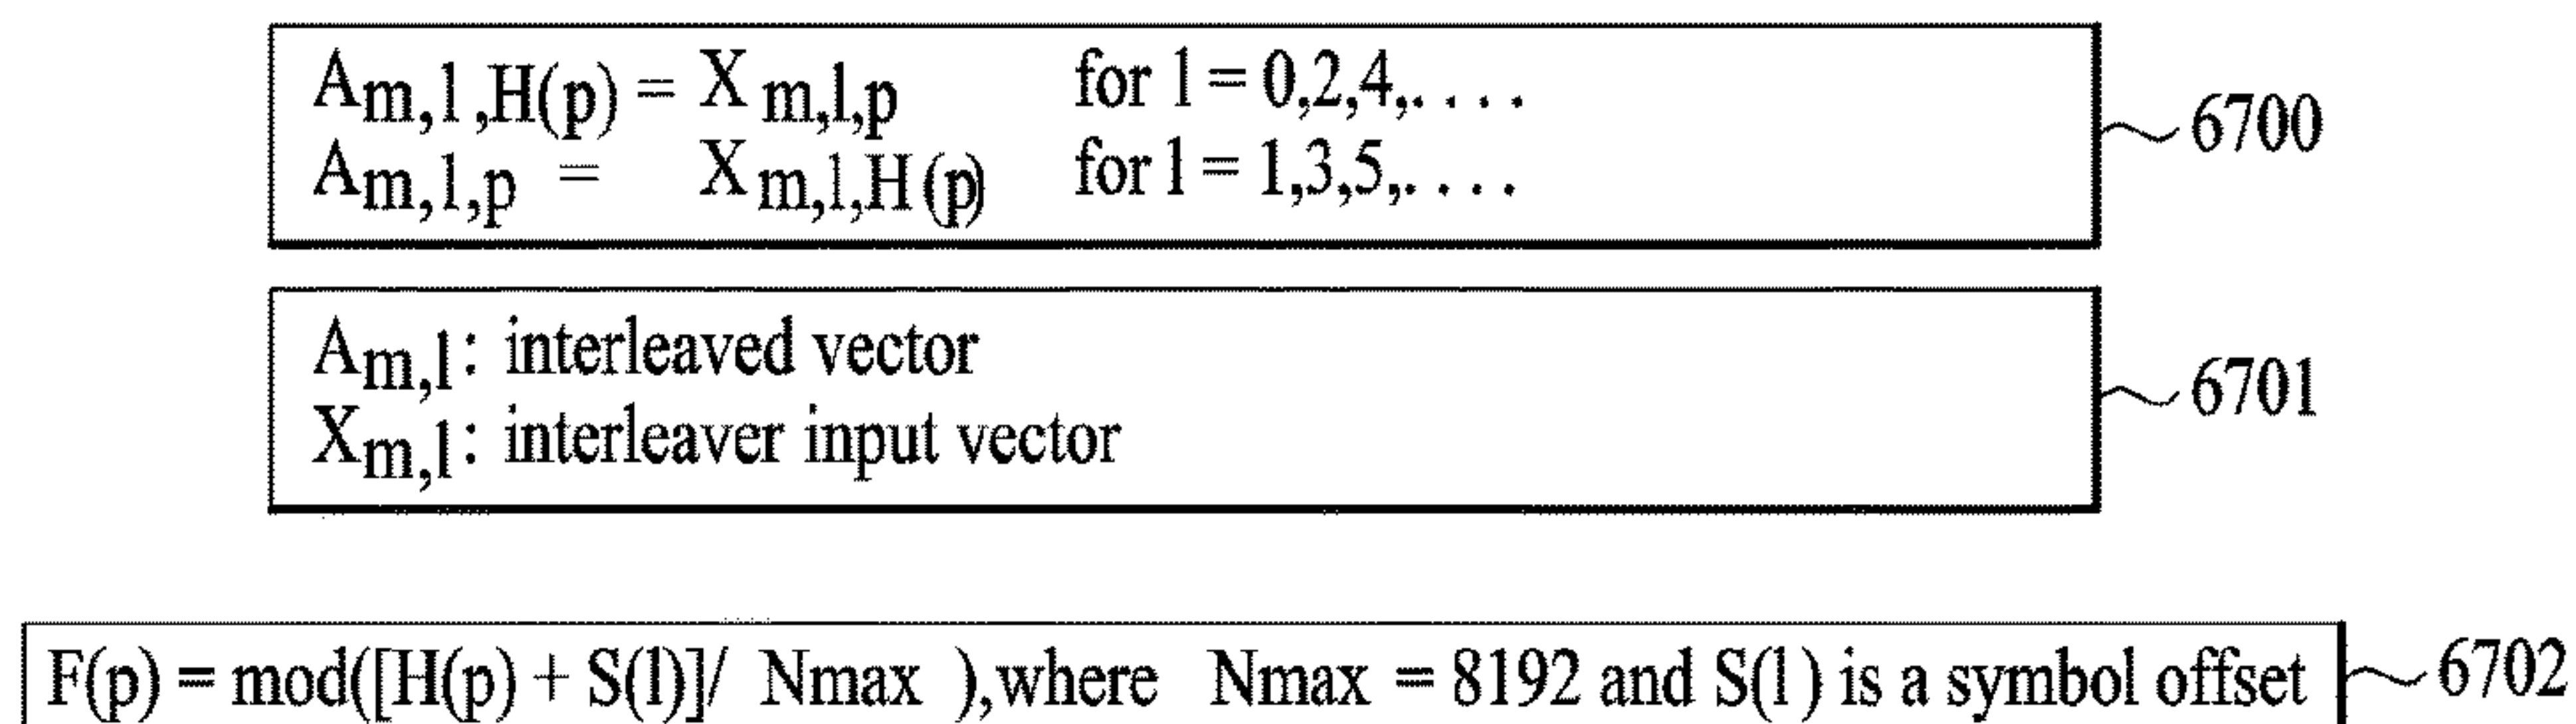 Am,l,H(p) = Xm,l,p for l = 0,2,4,. . . .
Am,l,p = Xm,l,H(p) for l = 1,3,5,. . . .
6700
Am,l : interleaved vector
Xm,l : interleaver input vector
6701
F(p) = mod([H(p) + S(l)]/ Nmax ),where Nmax = 8192 and S(l) is a symbol offset
6702